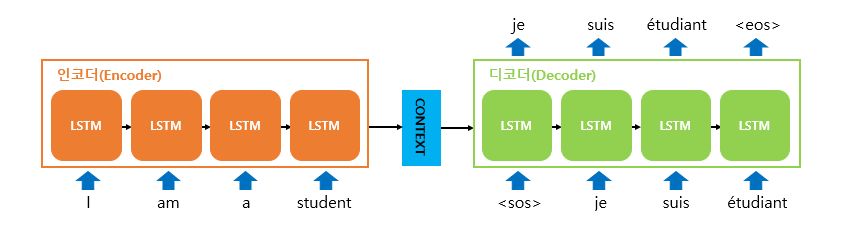 je suis étudiant <eos>
인코더(Encoder)
디코더(Decoder)
LSTM LSTM LSTM LSTM
CONTEXT
LSTM LSTM LSTM LSTM
I am a student
<sos> je suis étudiant